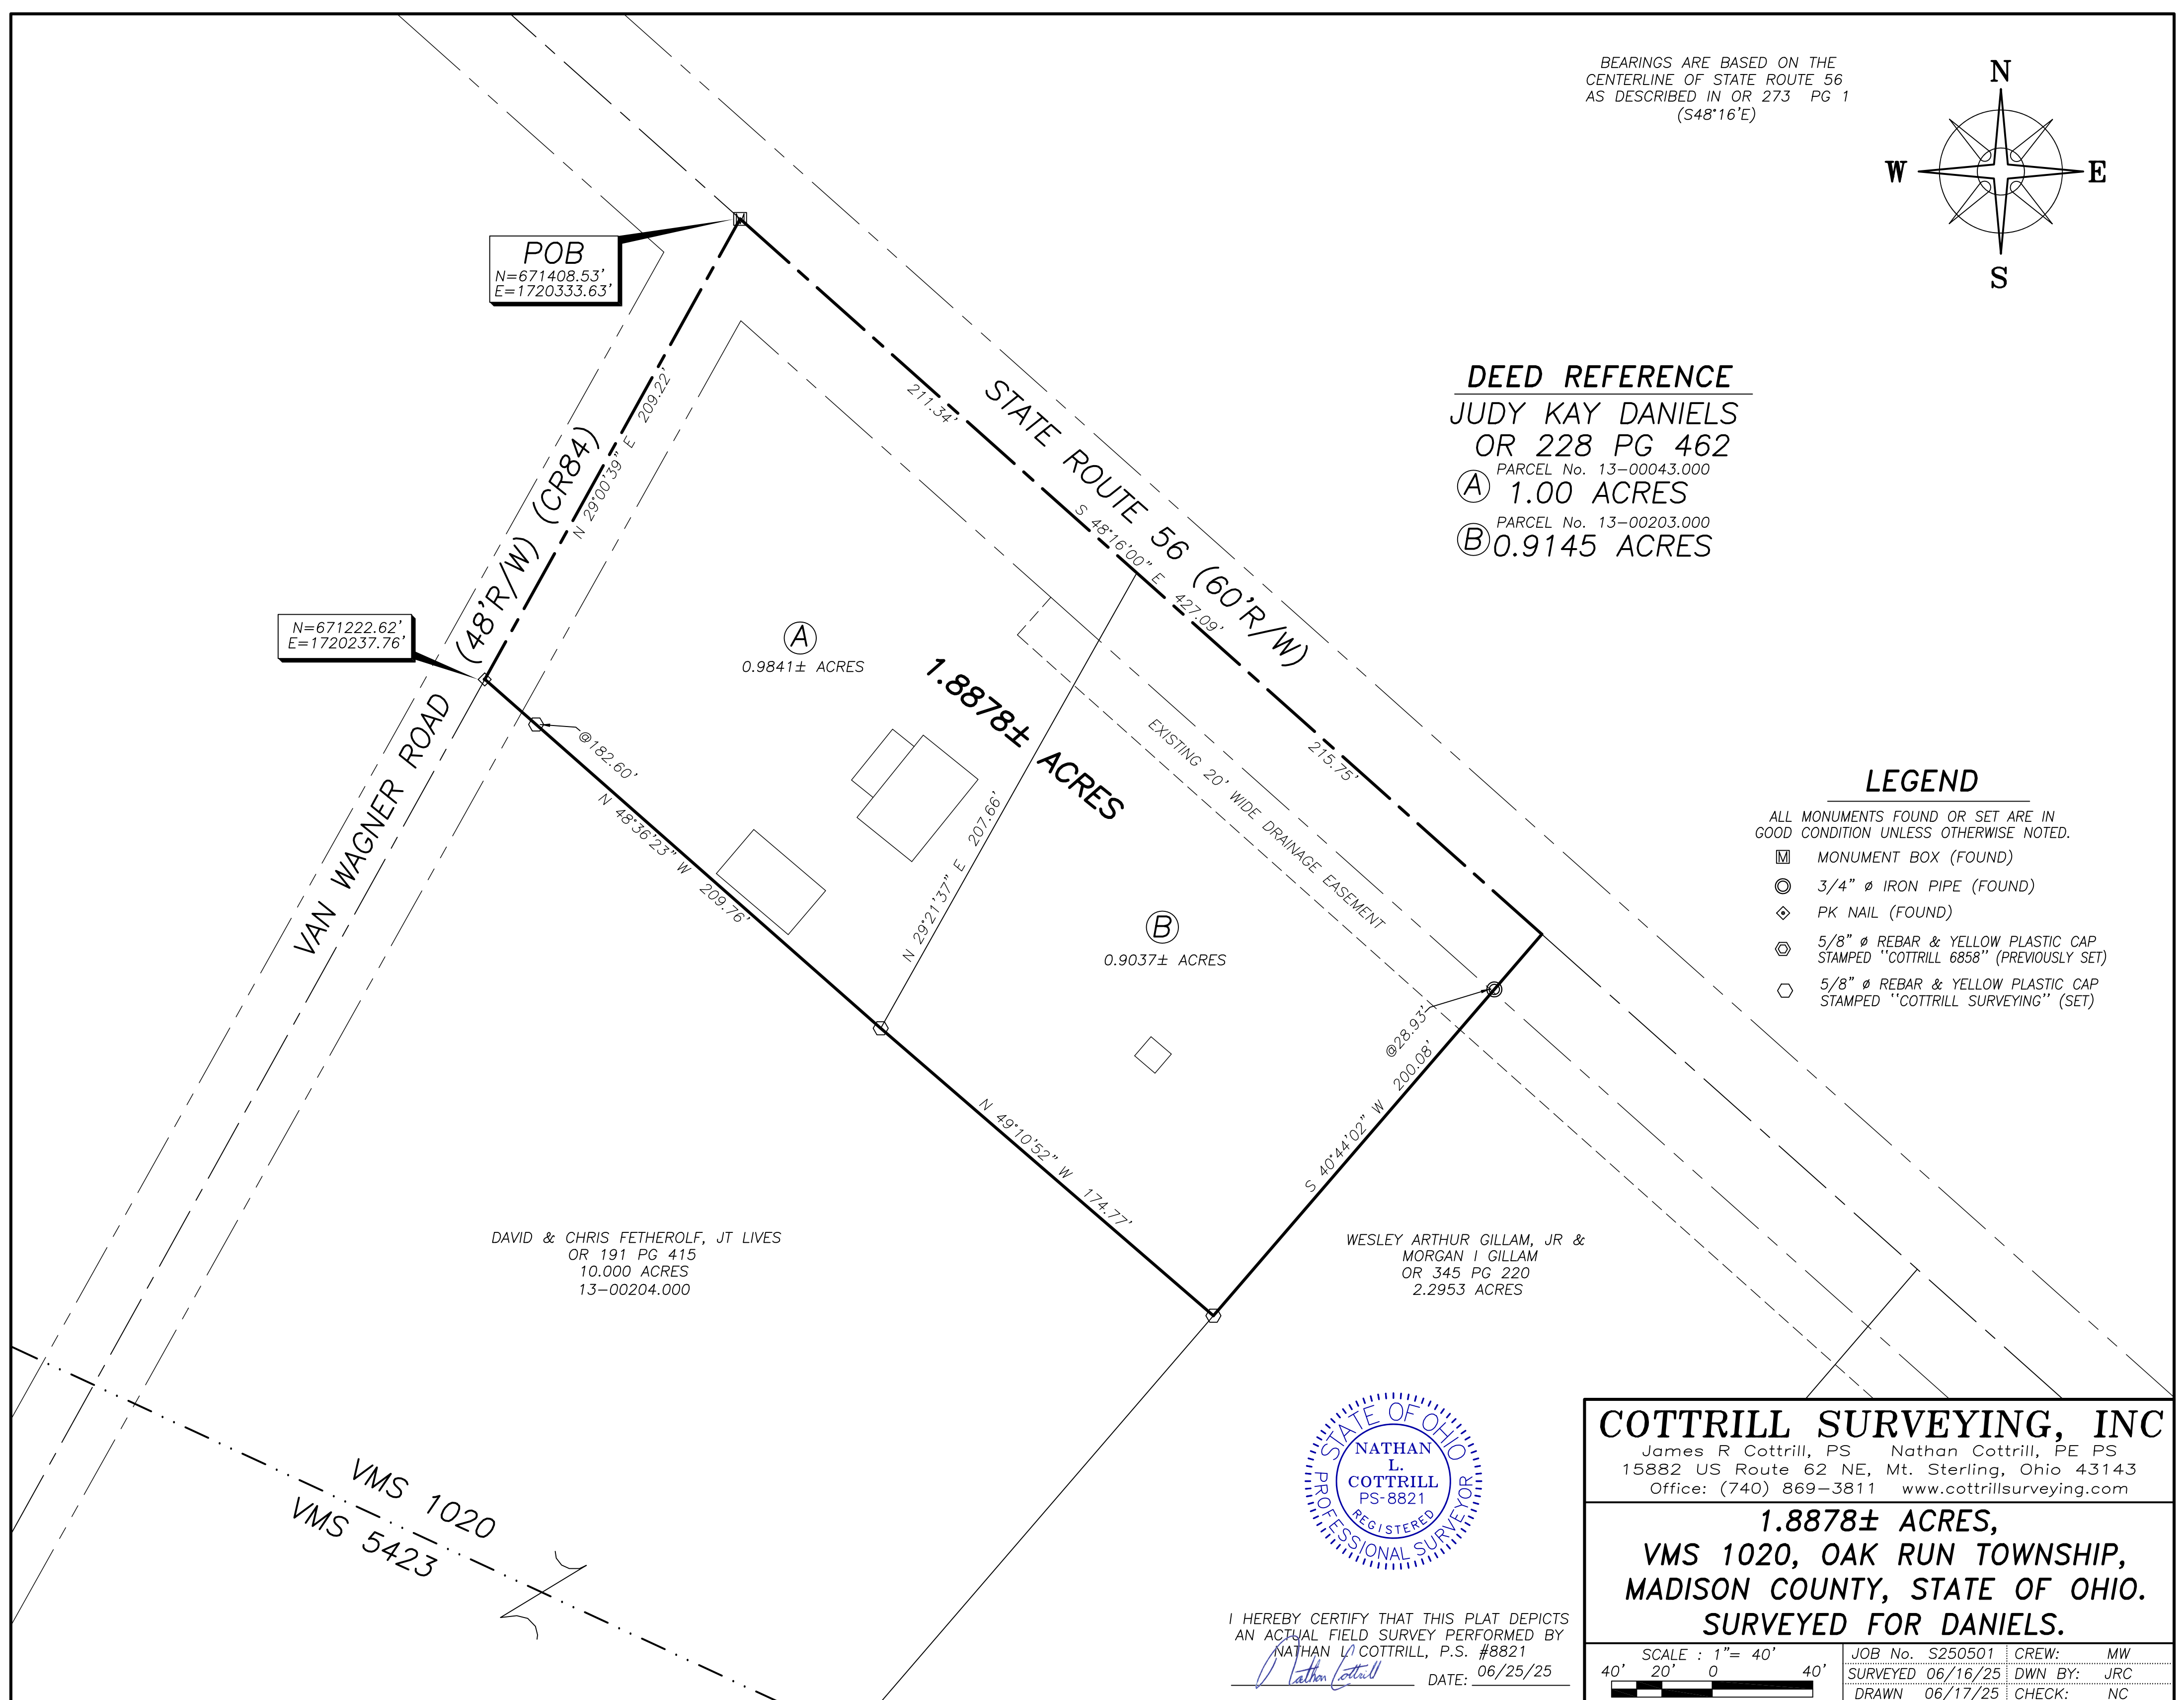 BEARINGS ARE BASED ON THE
CENTERLINE OF STATE ROUTE 56
AS DESCRIBED IN OR 273 PG 1
(S48°16'E)
N
W
E
S
POB
N=671408.53'
E=1720333.63'
N=671222.62'
E=1720237.76'
VAN WAGNER ROAD (48'R/W) (CR84)
N 29°00'39" E 209.22'
STATE ROUTE 56 (60'R/W)
211.34'
S 48°16'00" E 427.09'
215.75'
DEED REFERENCE
JUDY KAY DANIELS
OR 228 PG 462
PARCEL No. 13-00043.000
A 1.00 ACRES
PARCEL No. 13-00203.000
B 0.9145 ACRES
A
0.9841± ACRES
1.8878± ACRES
EXISTING 20' WIDE DRAINAGE EASEMENT
@182.60'
N 48°36'23" W 209.76'
N 29°21'37" E 207.66'
B
0.9037± ACRES
@28.93'
S 40°44'02" W 200.08'
N 49°10'52" W 174.77'
LEGEND
ALL MONUMENTS FOUND OR SET ARE IN
GOOD CONDITION UNLESS OTHERWISE NOTED.
M MONUMENT BOX (FOUND)
3/4" ø IRON PIPE (FOUND)
PK NAIL (FOUND)
5/8" ø REBAR & YELLOW PLASTIC CAP
STAMPED "COTTRILL 6858" (PREVIOUSLY SET)
5/8" ø REBAR & YELLOW PLASTIC CAP
STAMPED "COTTRILL SURVEYING" (SET)
DAVID & CHRIS FETHEROLF, JT LIVES
OR 191 PG 415
10.000 ACRES
13-00204.000
WESLEY ARTHUR GILLAM, JR &
MORGAN I GILLAM
OR 345 PG 220
2.2953 ACRES
VMS 1020
VMS 5423
STATE OF OHIO
NATHAN
L.
COTTRILL
PS-8821
REGISTERED
PROFESSIONAL SURVEYOR
I HEREBY CERTIFY THAT THIS PLAT DEPICTS
AN ACTUAL FIELD SURVEY PERFORMED BY
NATHAN L COTTRILL, P.S. #8821
Nathan Cottrill DATE: 06/25/25
COTTRILL SURVEYING, INC
James R Cottrill, PS Nathan Cottrill, PE PS
15882 US Route 62 NE, Mt. Sterling, Ohio 43143
Office: (740) 869-3811 www.cottrillsurveying.com
1.8878± ACRES,
VMS 1020, OAK RUN TOWNSHIP,
MADISON COUNTY, STATE OF OHIO.
SURVEYED FOR DANIELS.
SCALE : 1"= 40'
40' 20' 0 40'
JOB No. S250501 CREW: MW
SURVEYED 06/16/25 DWN BY: JRC
DRAWN 06/17/25 CHECK: NC